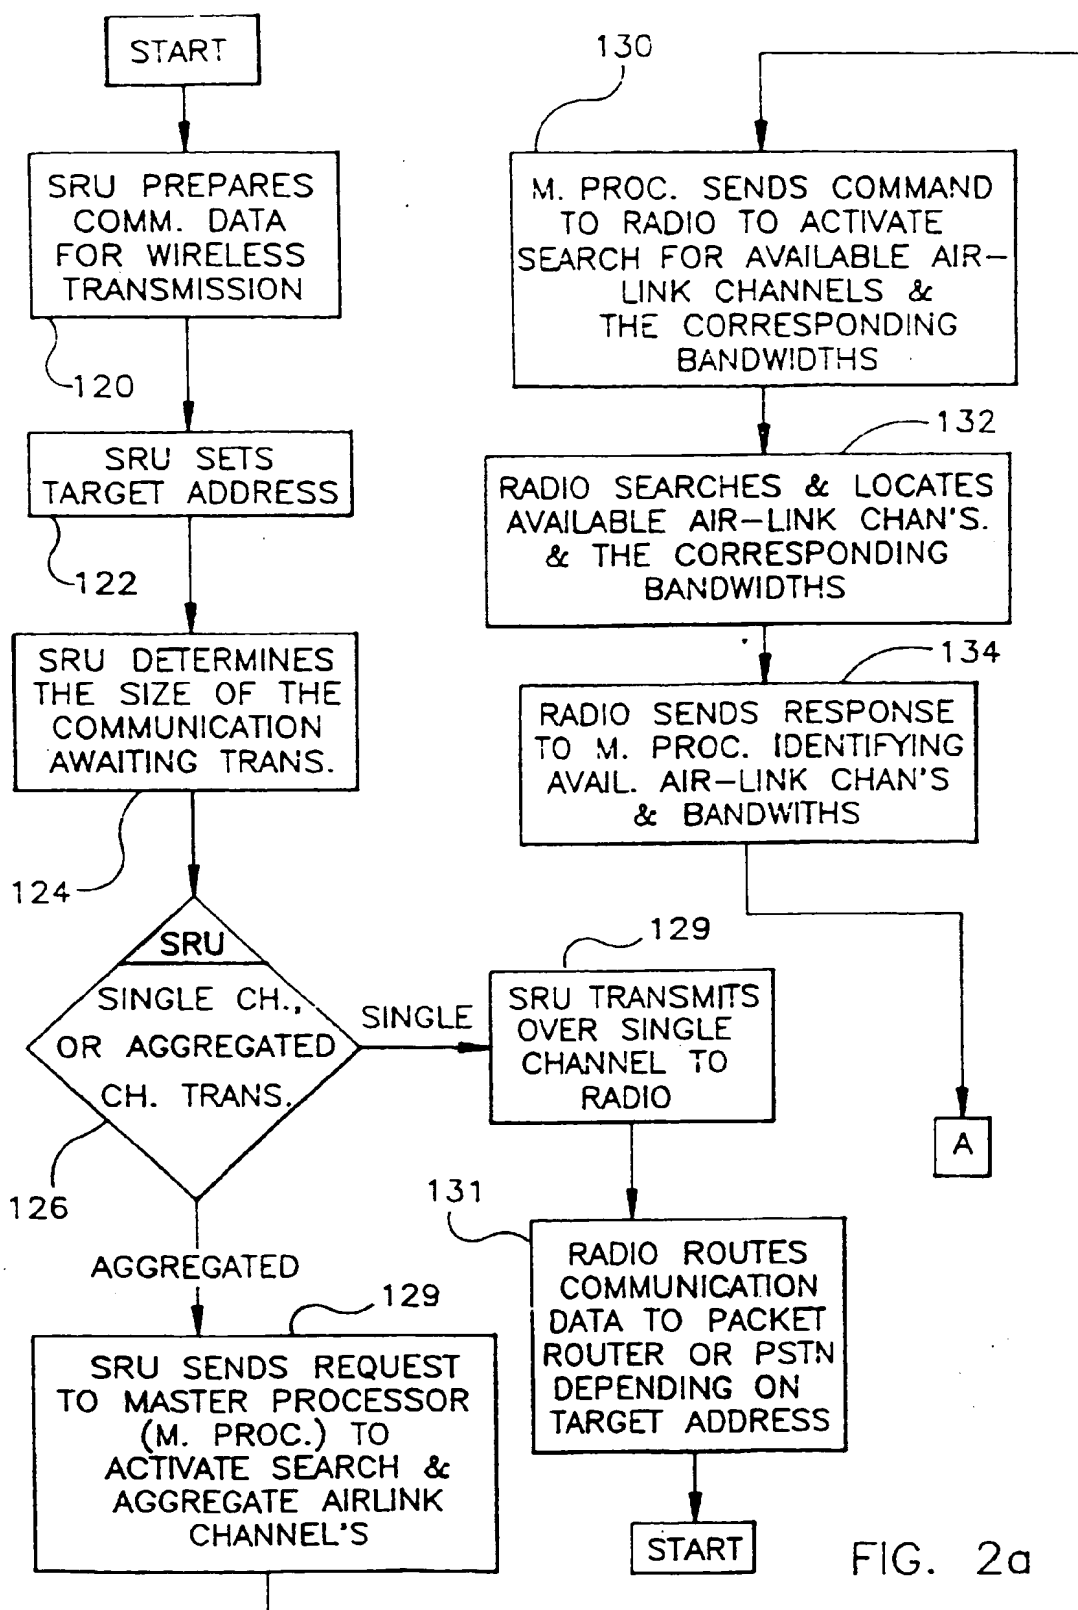 START
SRU PREPARES
COMM. DATA
FOR WIRELESS
TRANSMISSION
120
SRU SETS
TARGET ADDRESS
122
SRU DETERMINES
THE SIZE OF THE
COMMUNICATION
AWAITING TRANS.
124
SRU
SINGLE CH.,
OR AGGREGATED
CH. TRANS.
126
SINGLE
AGGREGATED
129
SRU SENDS REQUEST
TO MASTER PROCESSOR
(M. PROC.) TO
ACTIVATE SEARCH &
AGGREGATE AIRLINK
CHANNEL'S
129
SRU TRANSMITS
OVER SINGLE
CHANNEL TO
RADIO
131
RADIO ROUTES
COMMUNICATION
DATA TO PACKET
ROUTER OR PSTN
DEPENDING ON
TARGET ADDRESS
START
130
M. PROC. SENDS COMMAND
TO RADIO TO ACTIVATE
SEARCH FOR AVAILABLE AIR-
LINK CHANNELS &
THE CORRESPONDING
BANDWIDTHS
132
RADIO SEARCHES & LOCATES
AVAILABLE AIR-LINK CHAN'S.
& THE CORRESPONDING
BANDWIDTHS
134
RADIO SENDS RESPONSE
TO M. PROC. IDENTIFYING
AVAIL. AIR-LINK CHAN'S
& BANDWITHS
A
FIG. 2a